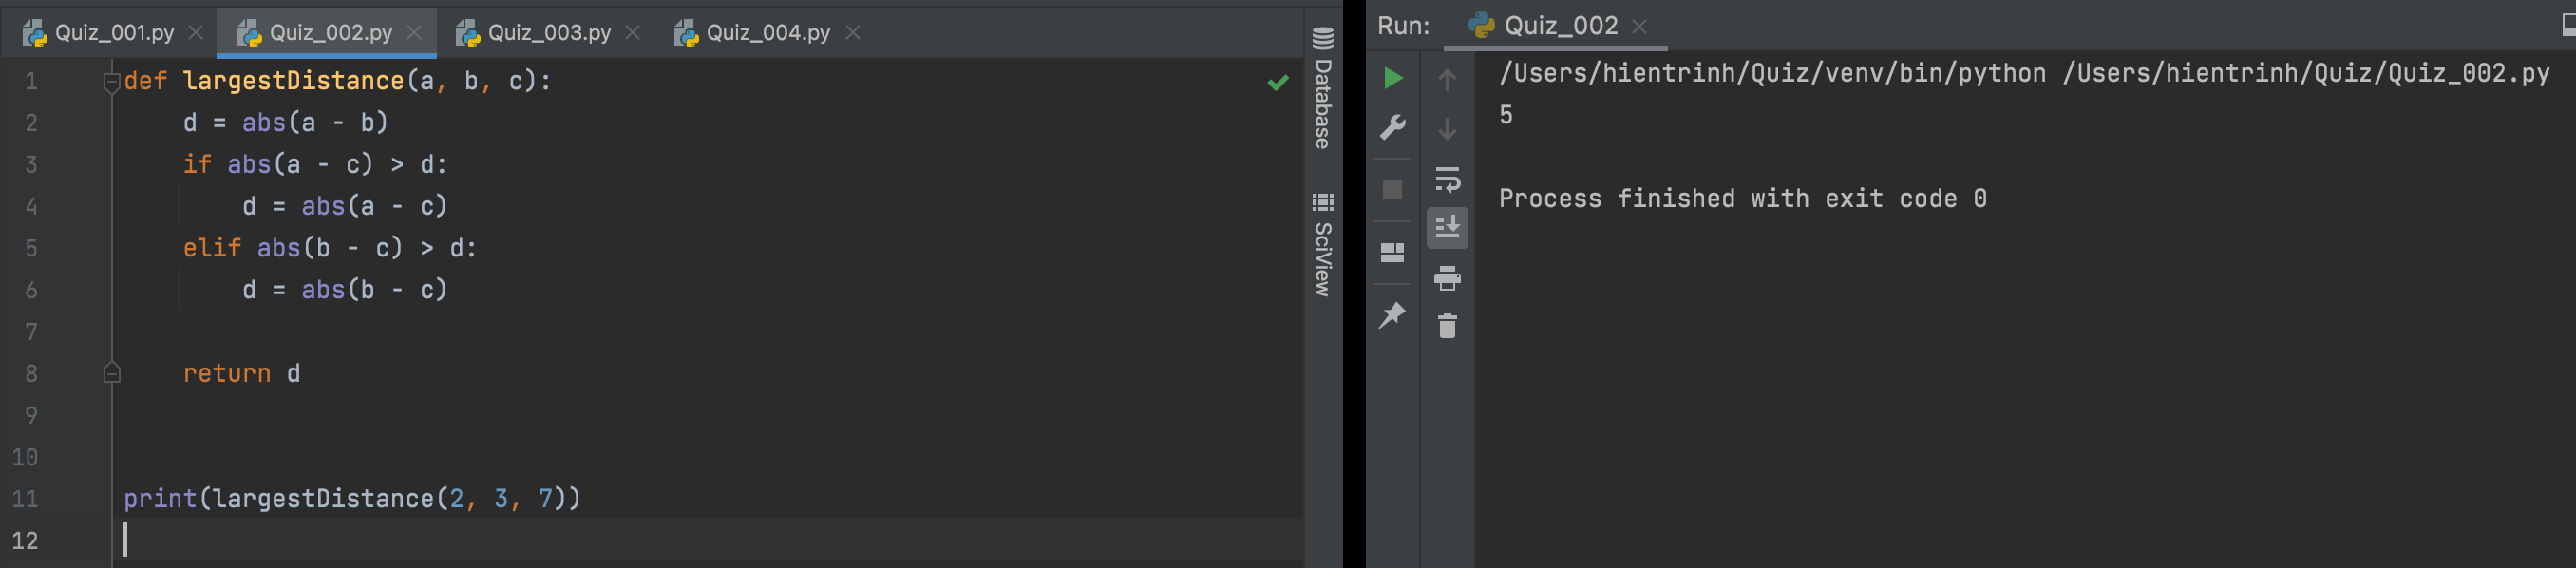 Quiz_001.py Quiz_002.py Quiz_003.py Quiz_004.py
1 def largestDistance(a, b, c):
2     d = abs(a - b)
3     if abs(a - c) > d:
4         d = abs(a - c)
5     elif abs(b - c) > d:
6         d = abs(b - c)
7
8     return d
9
10
11 print(largestDistance(2, 3, 7))
12
Database
SciView
Run: Quiz_002
/Users/hientrinh/Quiz/venv/bin/python /Users/hientrinh/Quiz/Quiz_002.py
5
Process finished with exit code 0